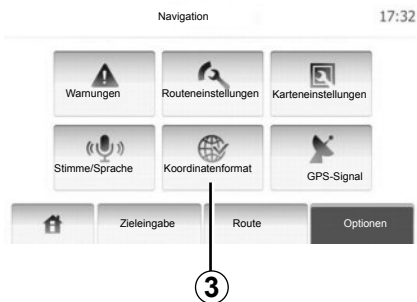 Navigation 17:32
Warnungen Routeneinstellungen Karteneinstellungen
Stimme/Sprache Koordinatenformat GPS-Signal
Zieleingabe Route Optionen
3